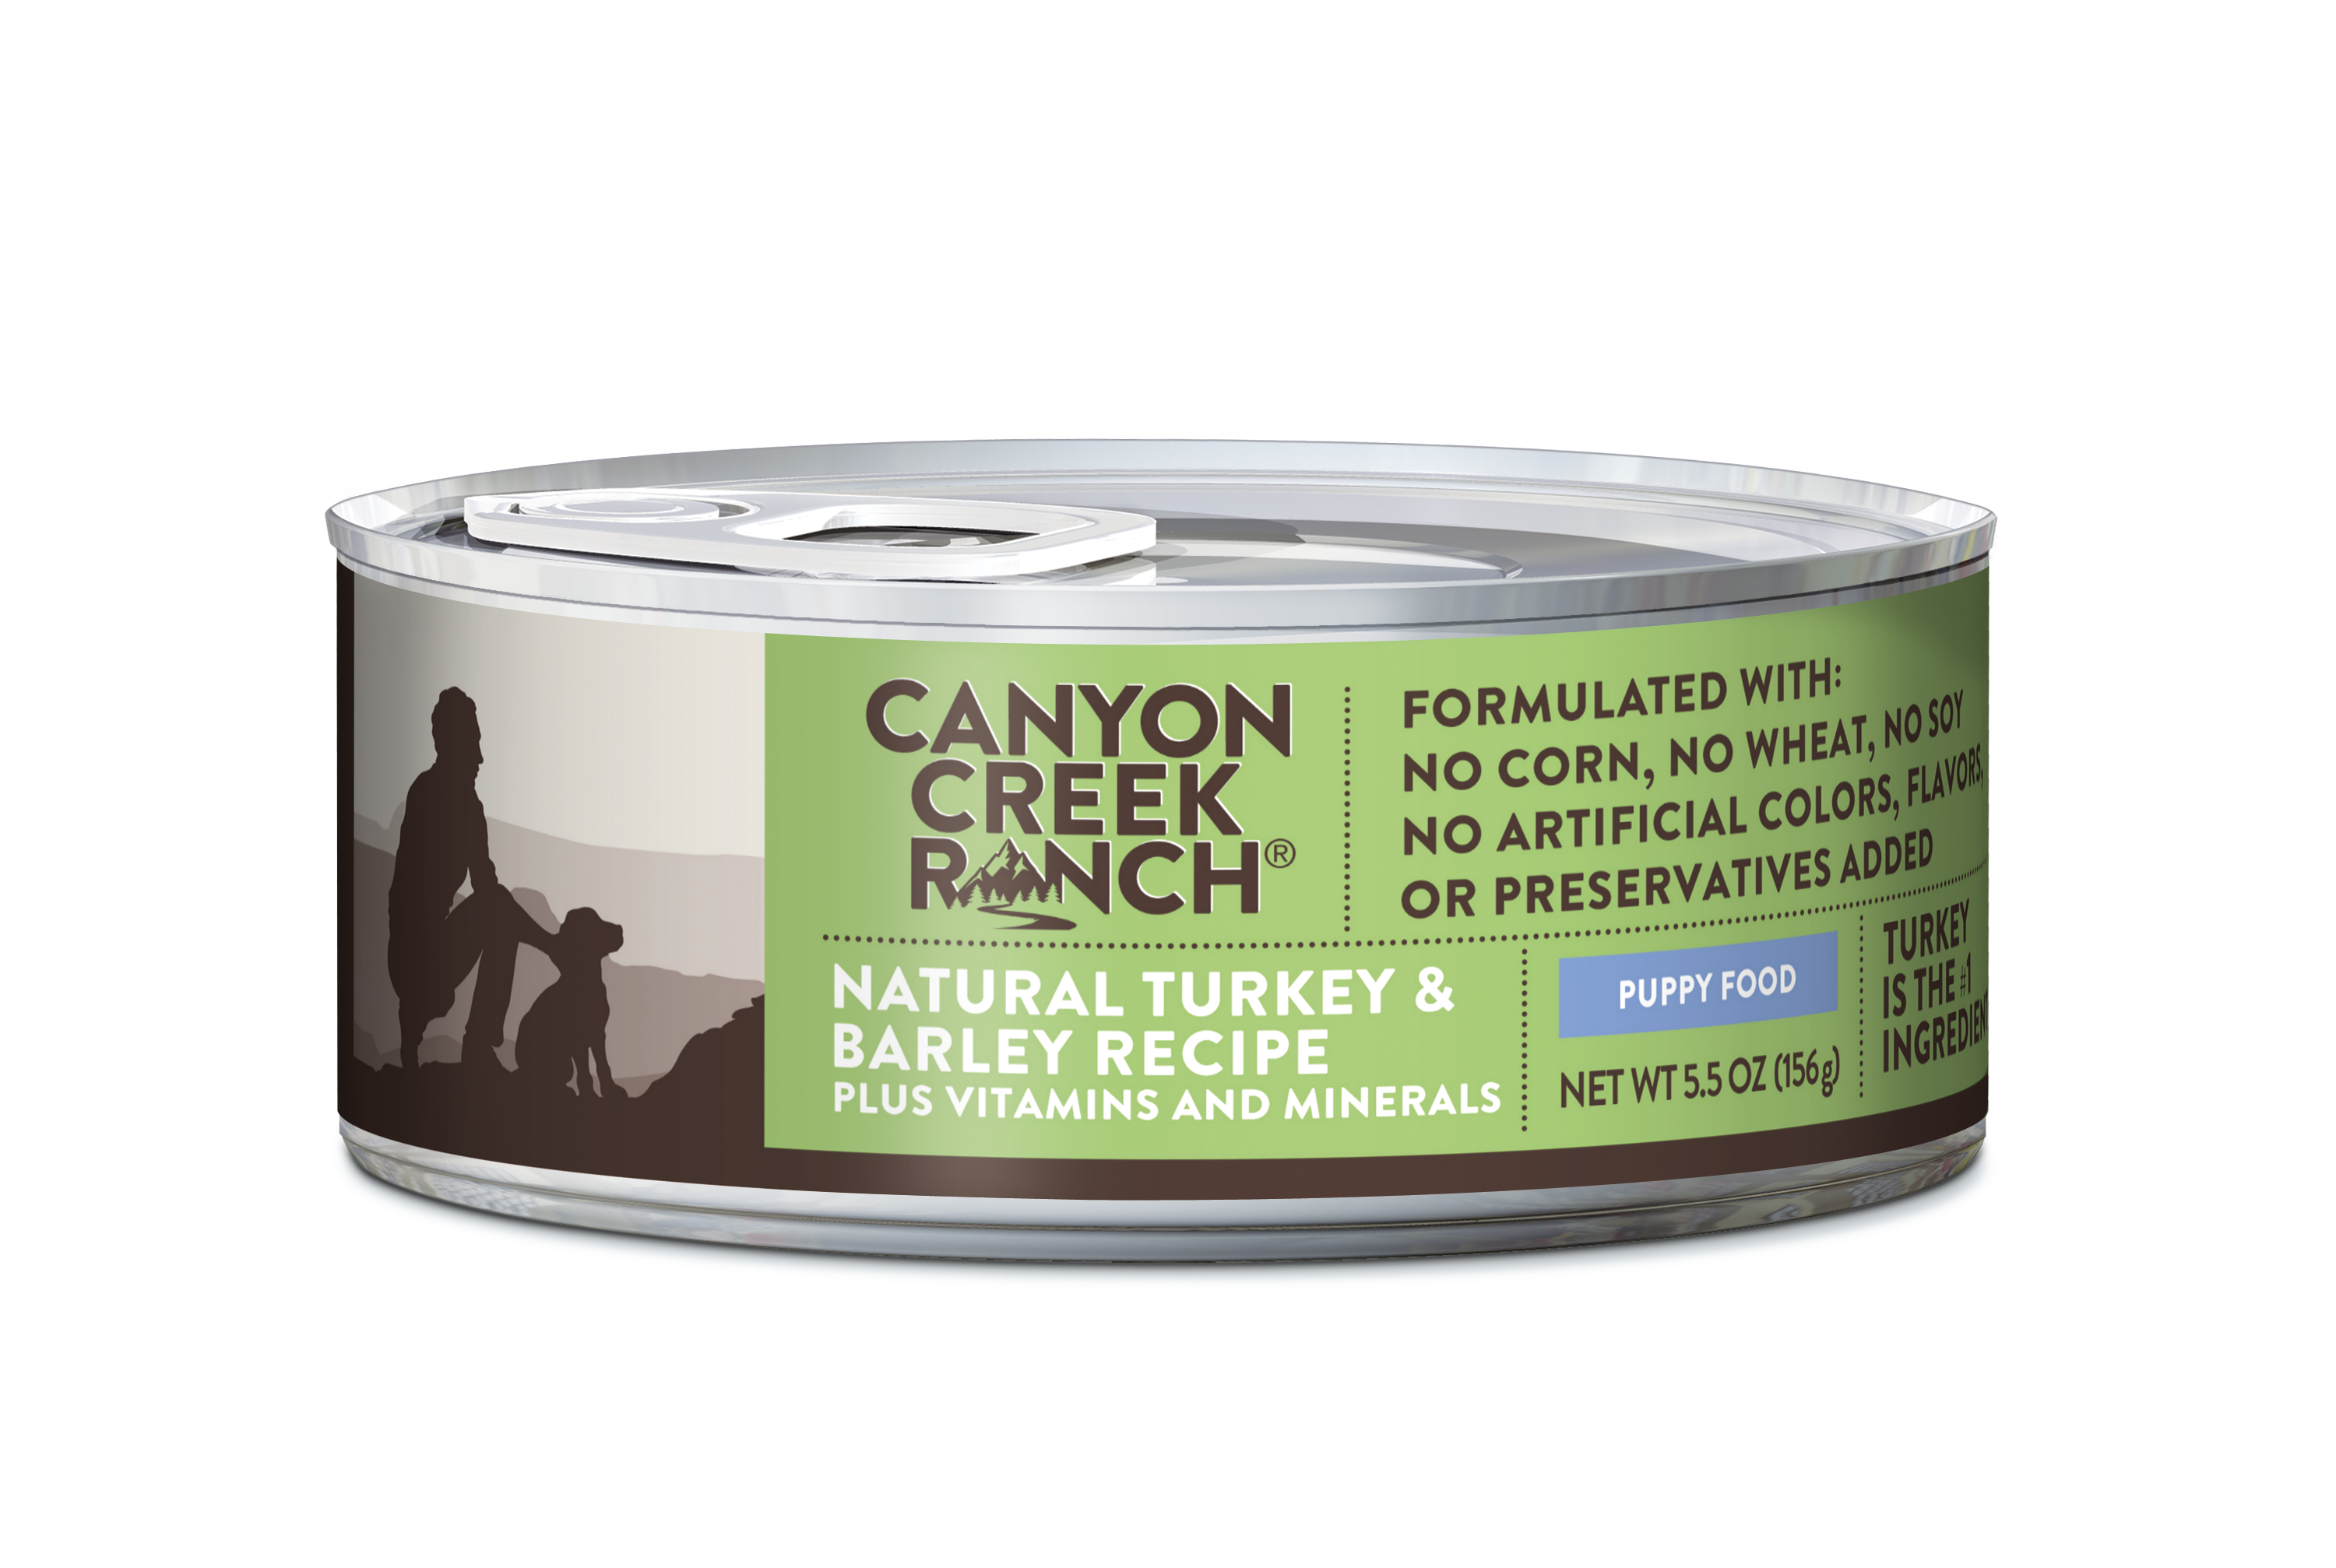 CANYON
CREEK
RANCH®
FORMULATED WITH:
NO CORN, NO WHEAT, NO SOY
NO ARTIFICIAL COLORS, FLAVORS,
OR PRESERVATIVES ADDED
NATURAL TURKEY &
BARLEY RECIPE
PLUS VITAMINS AND MINERALS
PUPPY FOOD
NET WT 5.5 OZ (156g)
TURKEY
IS THE #1
INGREDIEN